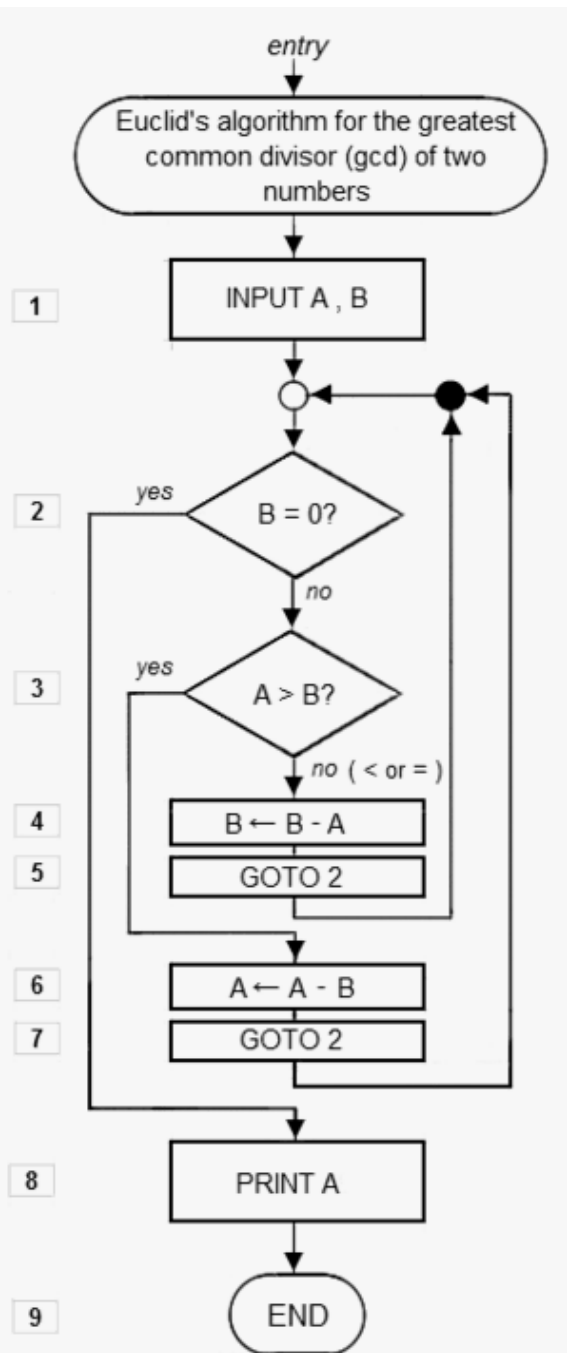 entry
Euclid's algorithm for the greatest
common divisor (gcd) of two
numbers
1
INPUT A , B
2
yes
B = 0?
no
3
yes
A > B?
no ( < or = )
4
B ← B - A
5
GOTO 2
6
A ← A - B
7
GOTO 2
8
PRINT A
9
END